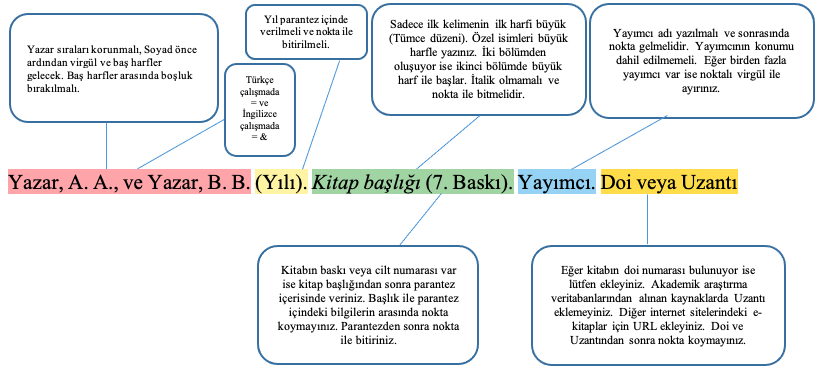 Yazar sıraları korunmalı, Soyad önce
ardından virgül ve baş harfler
gelecek. Baş harfler arasında boşluk
bırakılmalı.
Türkçe
çalışmada
= ve
İngilizce
çalışmada
= &
Yıl parantez içinde
verilmeli ve nokta ile
bitirilmeli.
Sadece ilk kelimenin ilk harfi büyük
(Tümce düzeni). Özel isimleri büyük
harfle yazınız. İki bölümden
oluşuyor ise ikinci bölümde büyük
harf ile başlar. İtalik olmamalı ve
nokta ile bitmelidir.
Yayımcı adı yazılmalı ve sonrasında
nokta gelmelidir. Yayımcının konumu
dahil edilmemeli. Eğer birden fazla
yayımcı var ise noktalı virgül ile
ayırınız.
Yazar, A. A., ve Yazar, B. B. (Yılı). Kitap başlığı (7. Baskı). Yayımcı. Doi veya Uzantı
Kitabın baskı veya cilt numarası var
ise kitap başlığından sonra parantez
içerisinde veriniz. Başlık ile parantez
içindeki bilgilerin arasında nokta
koymayınız. Parantezden sonra nokta
ile bitiriniz.
Eğer kitabın doi numarası bulunuyor ise
lütfen ekleyiniz. Akademik araştırma
veritabanlarından alınan kaynaklarda Uzantı
eklemeyiniz. Diğer internet sitelerindeki e-
kitaplar için URL ekleyiniz. Doi ve
Uzantından sonra nokta koymayınız.